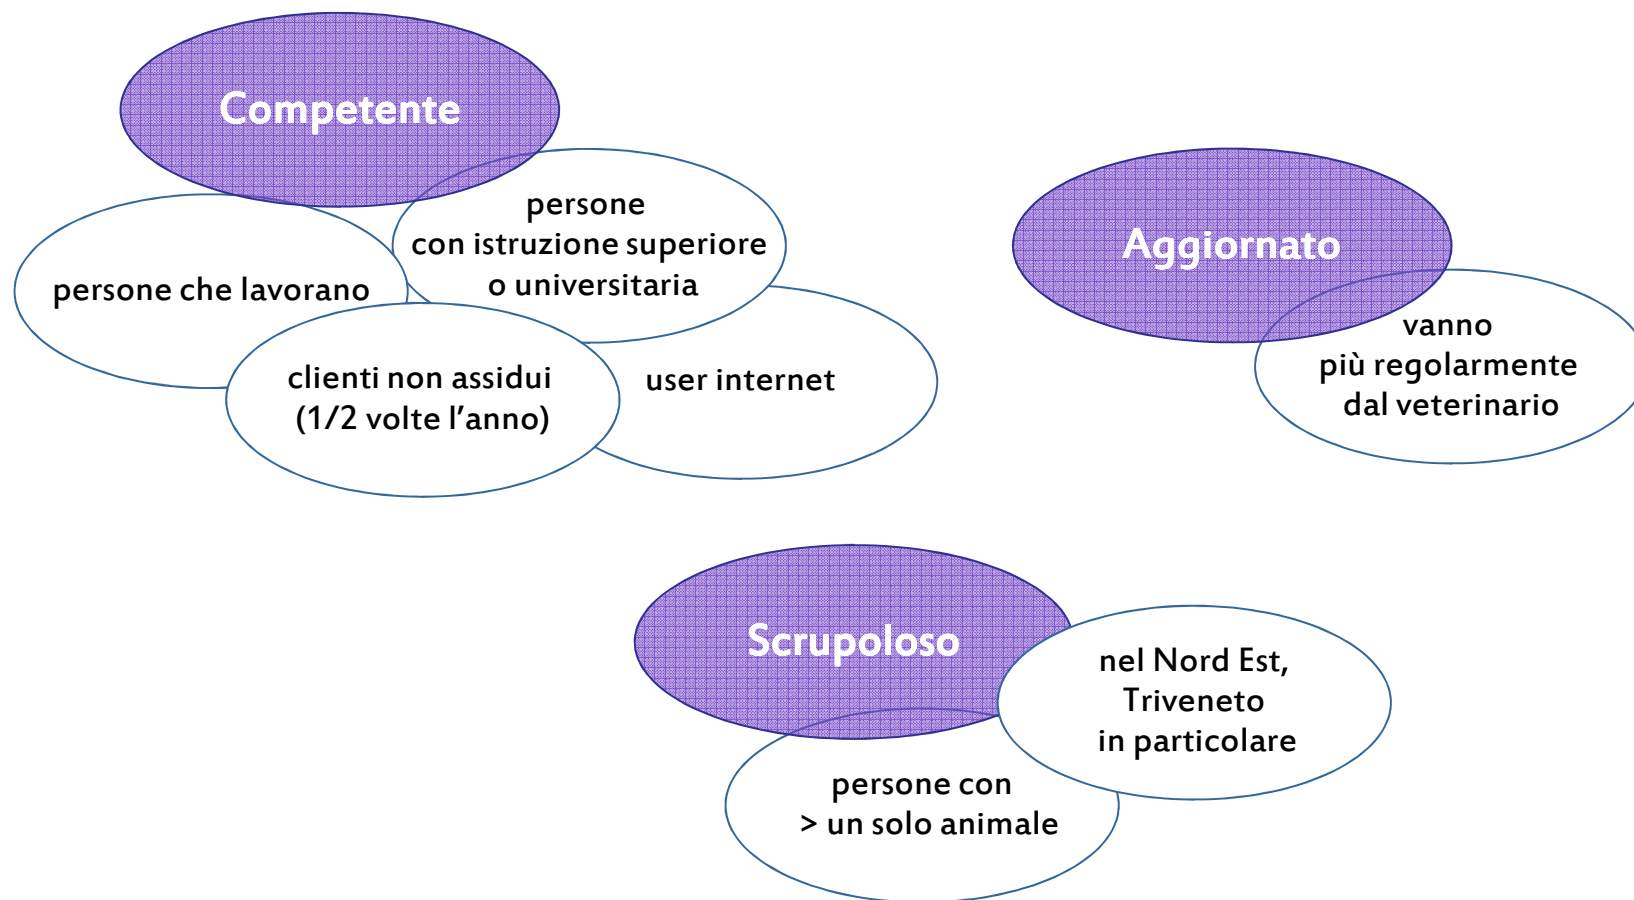 Competente
persone
con istruzione superiore
o universitaria
persone che lavorano
clienti non assidui
(1/2 volte l’anno)
user internet
Aggiornato
vanno
più regolarmente
dal veterinario
Scrupoloso
nel Nord Est,
Triveneto
in particolare
persone con
> un solo animale